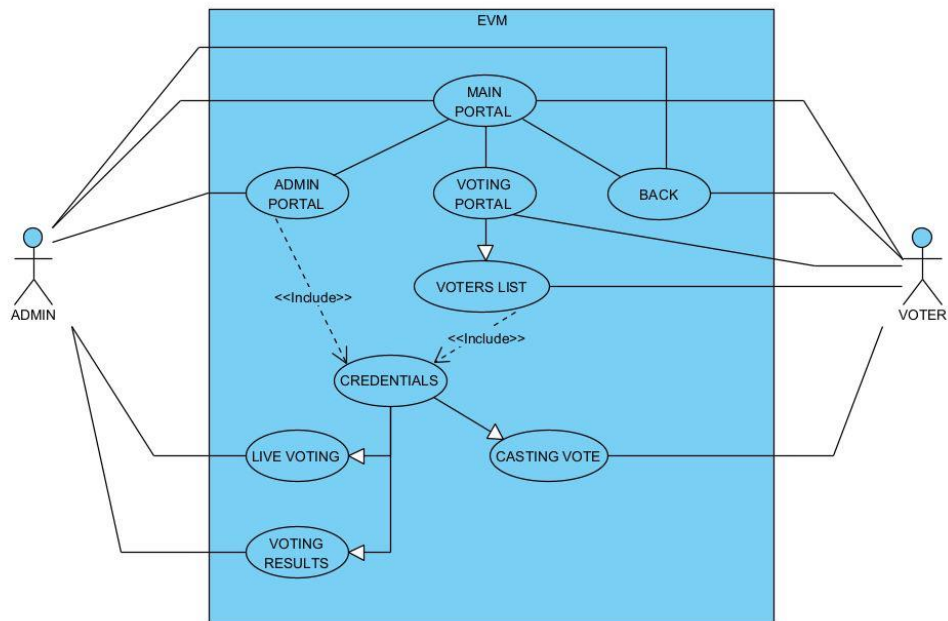 EVM
MAIN
PORTAL
ADMIN
PORTAL
VOTING
PORTAL
BACK
VOTERS LIST
<<Include>>
ADMIN
VOTER
<<Include>>
CREDENTIALS
LIVE VOTING
CASTING VOTE
VOTING
RESULTS